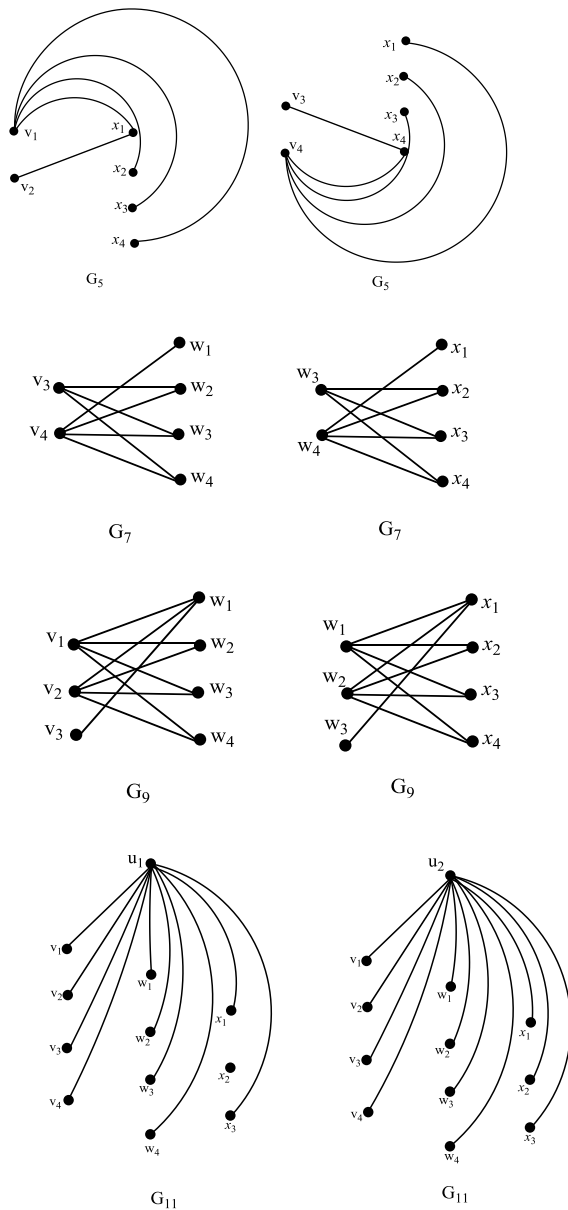 x₁
x₂
v₃
x₃
v₁
x₁
v₄
x₄
x₂
v₂
x₃
x₄
G₅
G₅
w₁
x₁
v₃
w₂
w₃
x₂
v₄
w₃
w₄
x₃
w₄
x₄
G₇
G₇
w₁
x₁
v₁
w₂
w₁
x₂
v₂
w₃
w₂
x₃
v₃
w₄
w₃
x₄
G₉
G₉
u₁
u₂
v₁
v₁
w₁
w₁
v₂
v₂
x₁
x₁
w₂
w₂
v₃
v₃
x₂
x₂
w₃
w₃
v₄
v₄
x₃
x₃
w₄
w₄
G₁₁
G₁₁